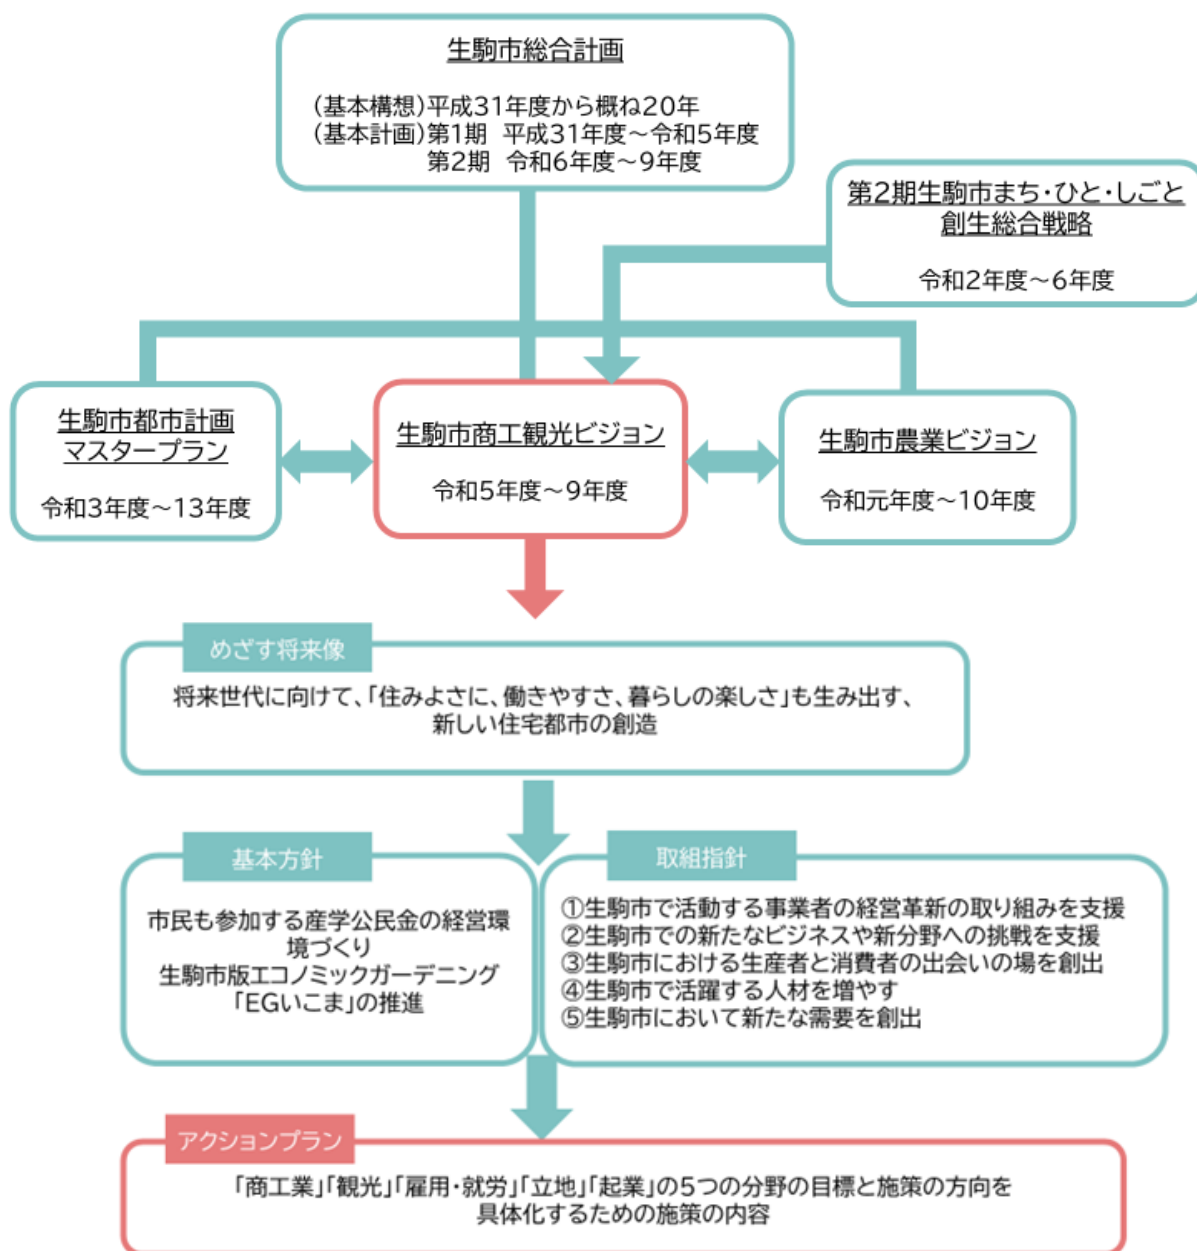 生駒市総合計画
(基本構想)平成31年度から概ね20年
(基本計画)第1期 平成31年度～令和5年度
第2期 令和6年度～9年度
第2期生駒市まち・ひと・しごと
創生総合戦略
令和2年度～6年度
生駒市都市計画
マスタープラン
令和3年度～13年度
生駒市商工観光ビジョン
令和5年度～9年度
生駒市農業ビジョン
令和元年度～10年度
めざす将来像
将来世代に向けて、「住みよさに、働きやすさ、暮らしの楽しさ」も生み出す、
新しい住宅都市の創造
基本方針
市民も参加する産学公民金の経営環
境づくり
生駒市版エコノミックガーデニング
「EGいこま」の推進
取組指針
①生駒市で活動する事業者の経営革新の取り組みを支援
②生駒市での新たなビジネスや新分野への挑戦を支援
③生駒市における生産者と消費者の出会いの場を創出
④生駒市で活躍する人材を増やす
⑤生駒市において新たな需要を創出
アクションプラン
「商工業」「観光」「雇用・就労」「立地」「起業」の5つの分野の目標と施策の方向を
具体化するための施策の内容